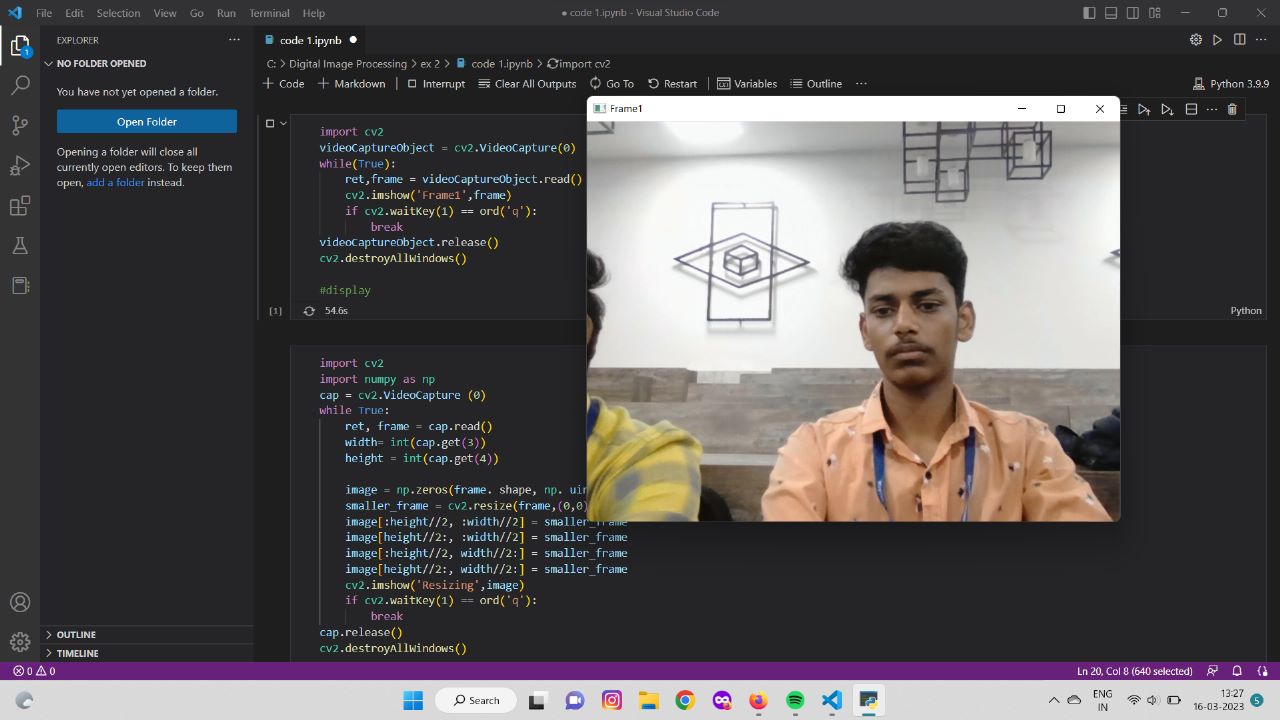 File Edit Selection View Go Run Terminal Help
● code 1.ipynb - Visual Studio Code
EXPLORER
NO FOLDER OPENED
You have not yet opened a folder.
Open Folder
Opening a folder will close all
currently open editors. To keep them
open, add a folder instead.
OUTLINE
TIMELINE
1
code 1.ipynb ●
C: > Digital Image Processing > ex 2 > code 1.ipynb > import cv2
+ Code + Markdown Interrupt Clear All Outputs Go To Restart Variables Outline ...
Python 3.9.9
import cv2
videoCaptureObject = cv2.VideoCapture(0)
while(True):
ret,frame = videoCaptureObject.read()
cv2.imshow('Frame1',frame)
if cv2.waitKey(1) == ord('q'):
break
videoCaptureObject.release()
cv2.destroyAllWindows()
#display
[1] 54.6s
Python
import cv2
import numpy as np
cap = cv2.VideoCapture (0)
while True:
ret, frame = cap.read()
width= int(cap.get(3))
height = int(cap.get(4))
image = np.zeros(frame. shape, np. uin
smaller_frame = cv2.resize(frame,(0,0)
image[:height//2, :width//2] = smaller_frame
image[height//2:, :width//2] = smaller_frame
image[:height//2, width//2:] = smaller_frame
image[height//2:, width//2:] = smaller_frame
cv2.imshow('Resizing',image)
if cv2.waitKey(1) == ord('q'):
break
cap.release()
cv2.destroyAllWindows()
Frame1
0 0
Ln 20, Col 8 (640 selected)
Search
ENG
IN
13:27
16-03-2023
5